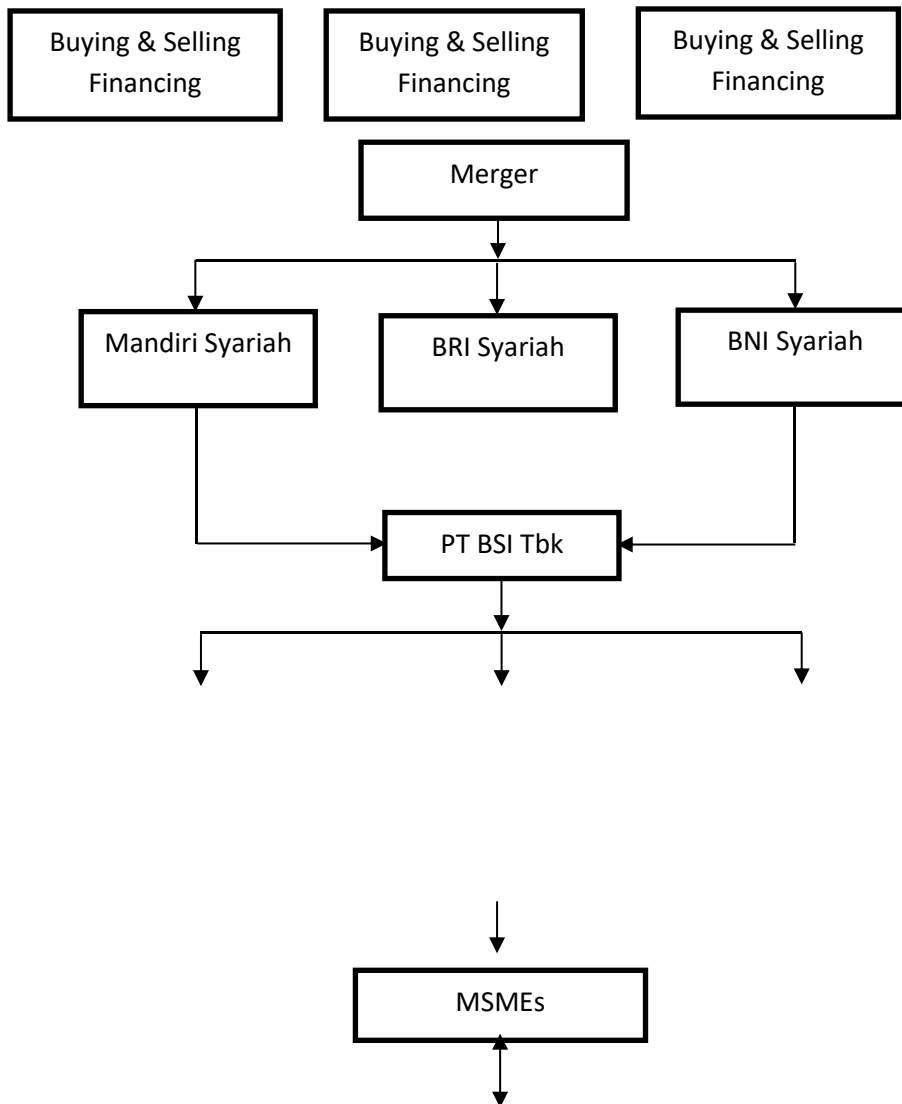 Buying & Selling
Financing
Buying & Selling
Financing
Buying & Selling
Financing
Merger
Mandiri Syariah
BRI Syariah
BNI Syariah
PT BSI Tbk
MSMEs